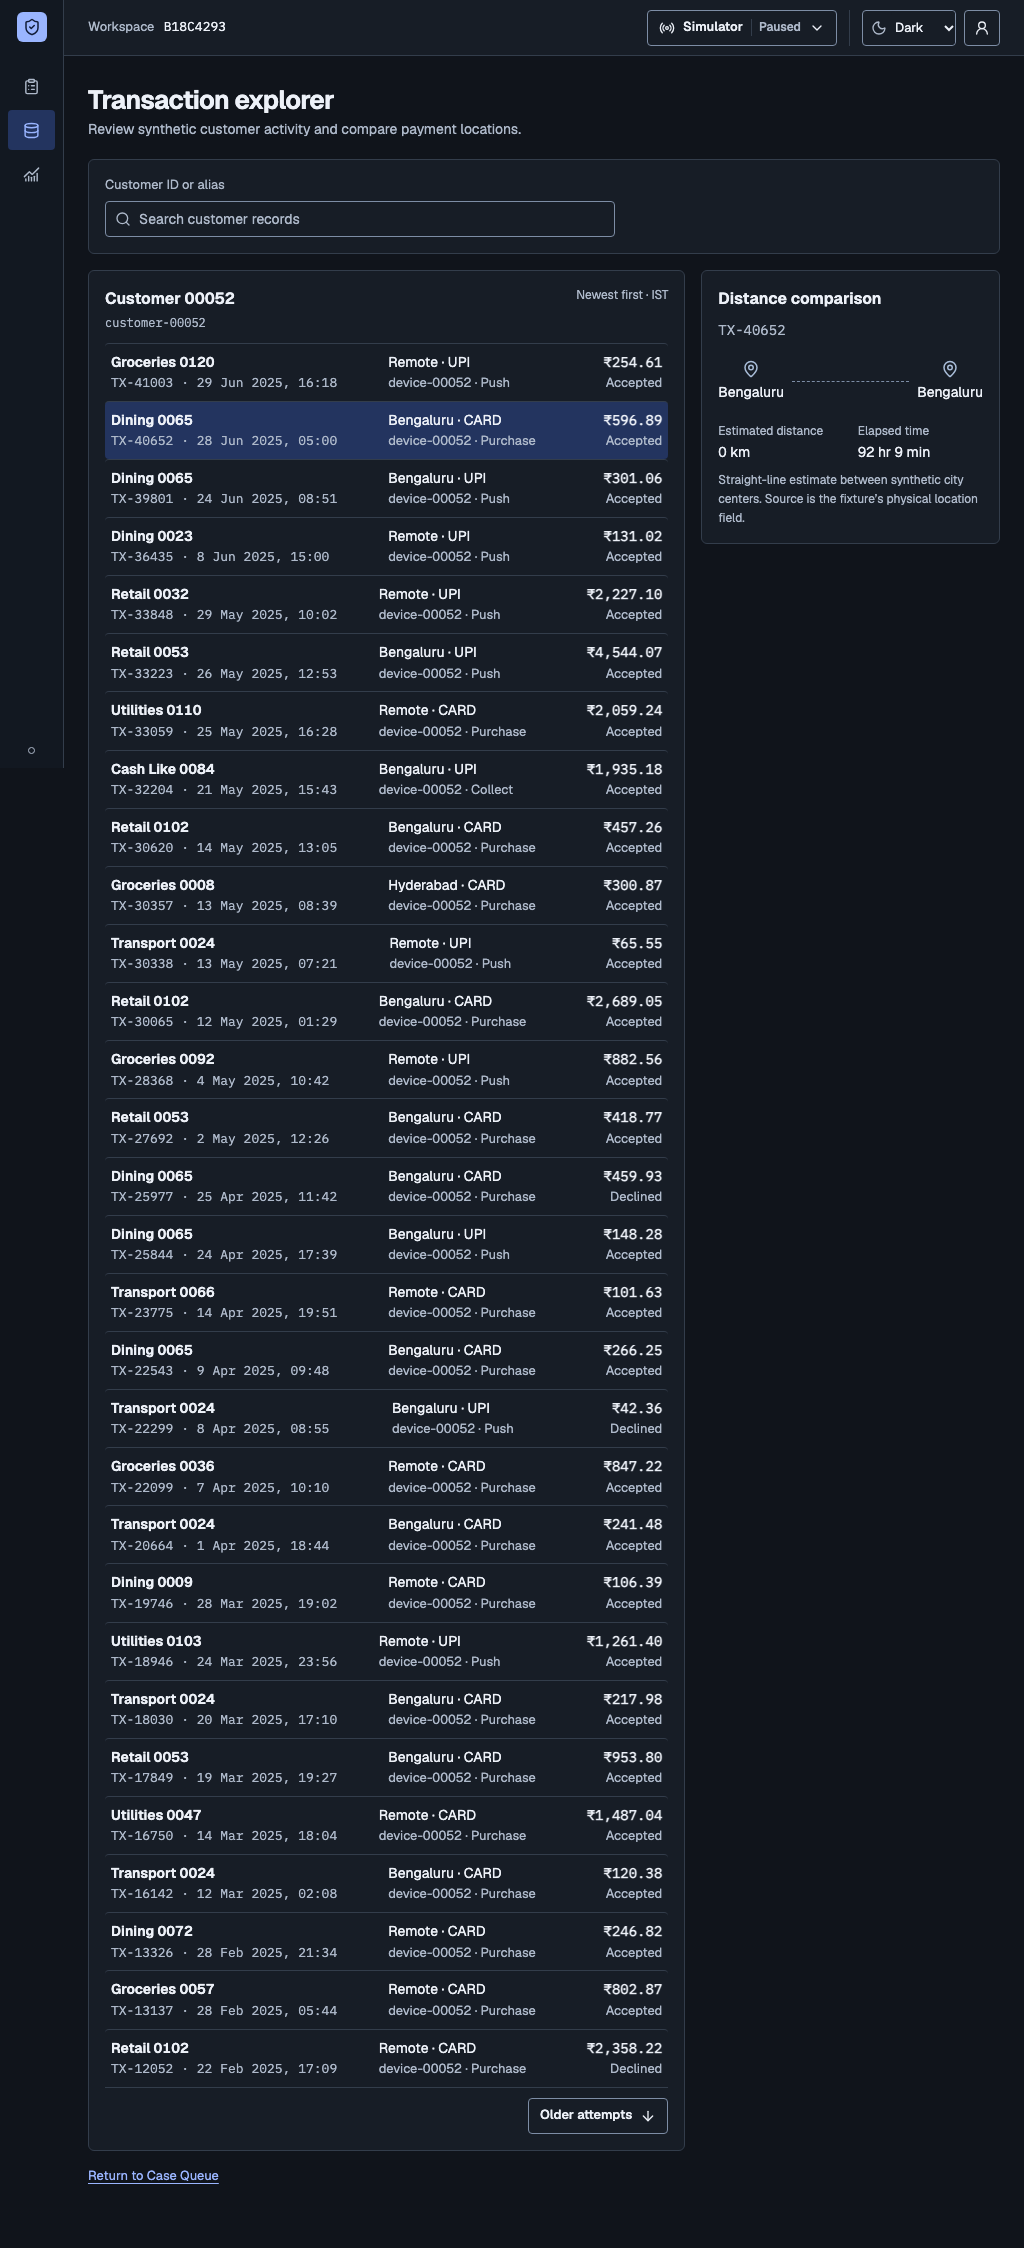 Workspace B18C4293
Simulator Paused
Dark
Transaction explorer
Review synthetic customer activity and compare payment locations.
Customer ID or alias
Search customer records
Customer 00052
Newest first · IST
customer-00052
Groceries 0120 Remote · UPI ₹254.61
TX-41003 · 29 Jun 2025, 16:18 device-00052 · Push Accepted
Dining 0065 Bengaluru · CARD ₹596.89
TX-40652 · 28 Jun 2025, 05:00 device-00052 · Purchase Accepted
Dining 0065 Bengaluru · UPI ₹301.06
TX-39801 · 24 Jun 2025, 08:51 device-00052 · Push Accepted
Dining 0023 Remote · UPI ₹131.02
TX-36435 · 8 Jun 2025, 15:00 device-00052 · Push Accepted
Retail 0032 Remote · UPI ₹2,227.10
TX-33848 · 29 May 2025, 10:02 device-00052 · Push Accepted
Retail 0053 Bengaluru · UPI ₹4,544.07
TX-33223 · 26 May 2025, 12:53 device-00052 · Push Accepted
Utilities 0110 Remote · CARD ₹2,059.24
TX-33059 · 25 May 2025, 16:28 device-00052 · Purchase Accepted
Cash Like 0084 Bengaluru · UPI ₹1,935.18
TX-32204 · 21 May 2025, 15:43 device-00052 · Collect Accepted
Retail 0102 Bengaluru · CARD ₹457.26
TX-30620 · 14 May 2025, 13:05 device-00052 · Purchase Accepted
Groceries 0008 Hyderabad · CARD ₹300.87
TX-30357 · 13 May 2025, 08:39 device-00052 · Purchase Accepted
Transport 0024 Remote · UPI ₹65.55
TX-30338 · 13 May 2025, 07:21 device-00052 · Push Accepted
Retail 0102 Bengaluru · CARD ₹2,689.05
TX-30065 · 12 May 2025, 01:29 device-00052 · Purchase Accepted
Groceries 0092 Remote · UPI ₹882.56
TX-28368 · 4 May 2025, 10:42 device-00052 · Push Accepted
Retail 0053 Bengaluru · CARD ₹418.77
TX-27692 · 2 May 2025, 12:26 device-00052 · Purchase Accepted
Dining 0065 Bengaluru · CARD ₹459.93
TX-25977 · 25 Apr 2025, 11:42 device-00052 · Purchase Declined
Dining 0065 Bengaluru · UPI ₹148.28
TX-25844 · 24 Apr 2025, 17:39 device-00052 · Push Accepted
Transport 0066 Remote · CARD ₹101.63
TX-23775 · 14 Apr 2025, 19:51 device-00052 · Purchase Accepted
Dining 0065 Bengaluru · CARD ₹266.25
TX-22543 · 9 Apr 2025, 09:48 device-00052 · Purchase Accepted
Transport 0024 Bengaluru · UPI ₹42.36
TX-22299 · 8 Apr 2025, 08:55 device-00052 · Push Declined
Groceries 0036 Remote · CARD ₹847.22
TX-22099 · 7 Apr 2025, 10:10 device-00052 · Purchase Accepted
Transport 0024 Bengaluru · CARD ₹241.48
TX-20664 · 1 Apr 2025, 18:44 device-00052 · Purchase Accepted
Dining 0009 Remote · CARD ₹106.39
TX-19746 · 28 Mar 2025, 19:02 device-00052 · Purchase Accepted
Utilities 0103 Remote · UPI ₹1,261.40
TX-18946 · 24 Mar 2025, 23:56 device-00052 · Push Accepted
Transport 0024 Bengaluru · CARD ₹217.98
TX-18030 · 20 Mar 2025, 17:10 device-00052 · Purchase Accepted
Retail 0053 Bengaluru · CARD ₹953.80
TX-17849 · 19 Mar 2025, 19:27 device-00052 · Purchase Accepted
Utilities 0047 Remote · CARD ₹1,487.04
TX-16750 · 14 Mar 2025, 18:04 device-00052 · Purchase Accepted
Transport 0024 Bengaluru · CARD ₹120.38
TX-16142 · 12 Mar 2025, 02:08 device-00052 · Purchase Accepted
Dining 0072 Remote · CARD ₹246.82
TX-13326 · 28 Feb 2025, 21:34 device-00052 · Purchase Accepted
Groceries 0057 Remote · CARD ₹802.87
TX-13137 · 28 Feb 2025, 05:44 device-00052 · Purchase Accepted
Retail 0102 Remote · CARD ₹2,358.22
TX-12052 · 22 Feb 2025, 17:09 device-00052 · Purchase Declined
Older attempts
Distance comparison
TX-40652
Bengaluru Bengaluru
Estimated distance Elapsed time
0 km 92 hr 9 min
Straight-line estimate between synthetic city
centers. Source is the fixture's physical location
field.
Return to Case Queue